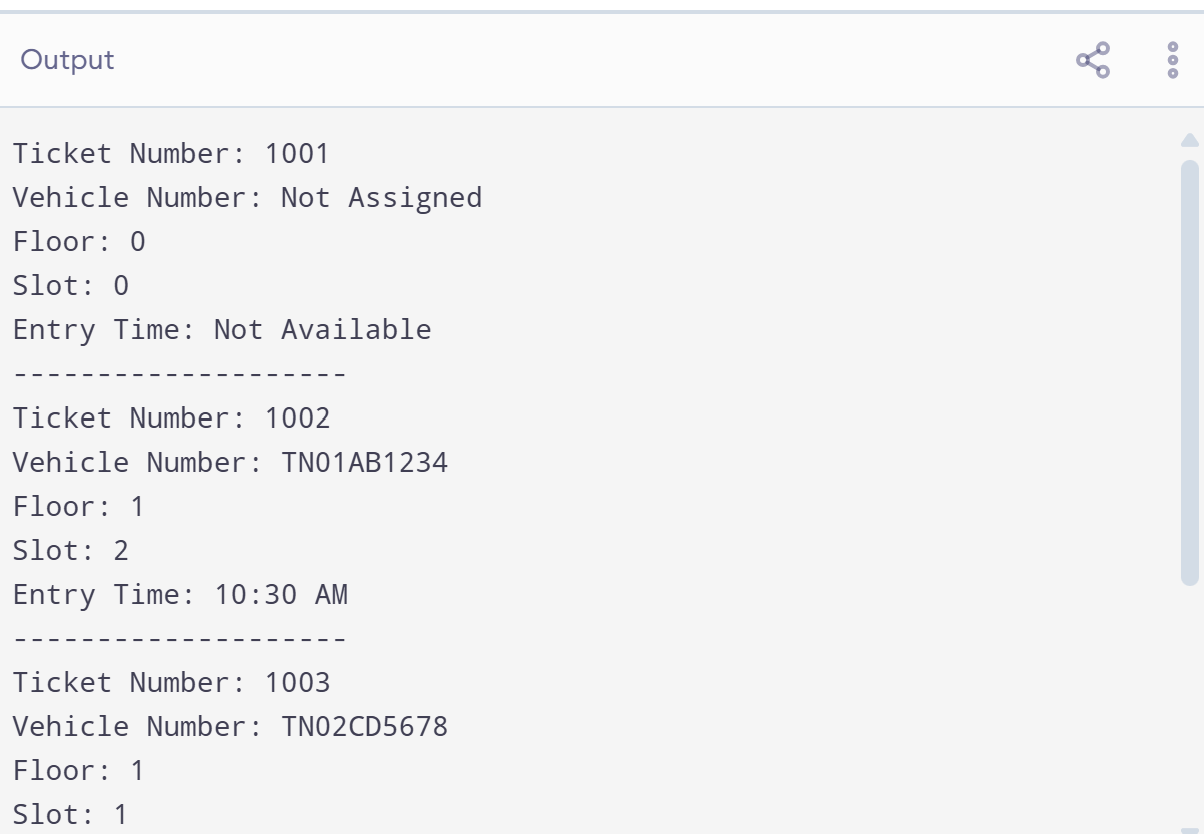 Output
Ticket Number: 1001
Vehicle Number: Not Assigned
Floor: 0
Slot: 0
Entry Time: Not Available
--------------------
Ticket Number: 1002
Vehicle Number: TN01AB1234
Floor: 1
Slot: 2
Entry Time: 10:30 AM
--------------------
Ticket Number: 1003
Vehicle Number: TN02CD5678
Floor: 1
Slot: 1